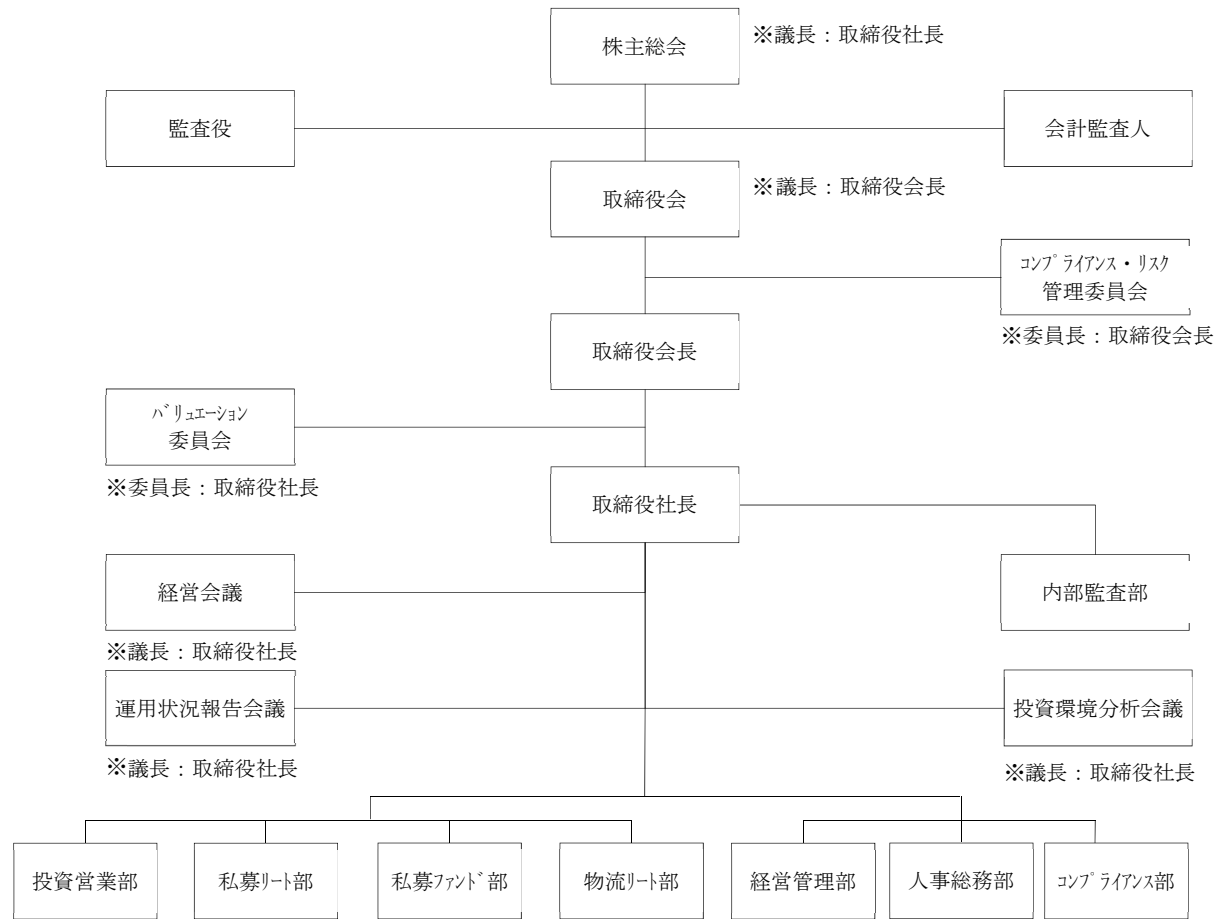 株主総会
※議長：取締役社長
監査役
会計監査人
取締役会
※議長：取締役会長
コンプライアンス・リスク
管理委員会
※委員長：取締役会長
取締役会長
バリュエーション
委員会
※委員長：取締役社長
取締役社長
経営会議
※議長：取締役社長
内部監査部
運用状況報告会議
※議長：取締役社長
投資環境分析会議
※議長：取締役社長
投資営業部
私募リート部
私募ファンド部
物流リート部
経営管理部
人事総務部
コンプライアンス部